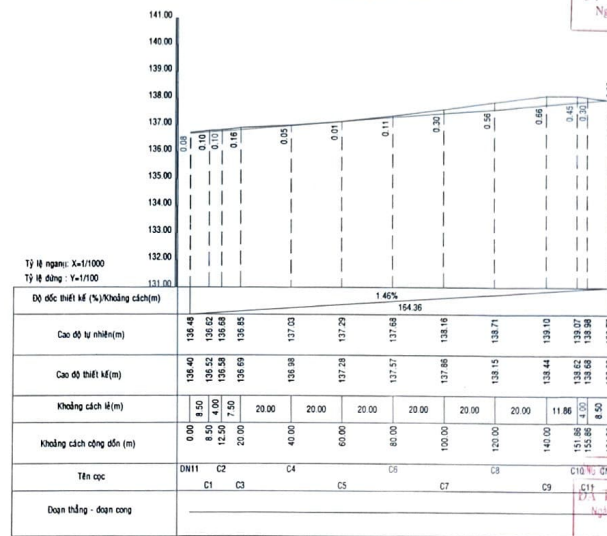 141.00
140.00
139.00
138.00
137.00
136.00
135.00
134.00
133.00
132.00
131.00
0.08 0.10 0.10 0.16 0.05 0.01 0.11 0.30 0.56 0.66 0.45 0.30
Tỷ lệ ngang: X=1/1000
Tỷ lệ đứng : Y=1/100
Độ dốc thiết kế (%)/Khoảng cách(m) 1.46% 164.36
Cao độ tự nhiên(m) 136.48 136.62 136.68 136.85 137.03 137.29 137.68 138.16 138.71 139.10 139.07 138.98
Cao độ thiết kế(m) 136.40 136.52 136.58 136.69 136.98 137.28 137.57 137.86 138.15 138.44 138.62 138.68
Khoảng cách lẻ(m) 8.50 4.00 7.50 20.00 20.00 20.00 20.00 20.00 20.00 11.86 4.00 8.50
Khoảng cách cộng dồn (m) 0.00 8.50 12.50 20.00 40.00 60.00 80.00 100.00 120.00 140.00 151.86 155.86
Tên cọc DN11 C2 C4 C6 C8 C10
C1 C3 C5 C7 C9 C11
Đoạn thẳng - đoạn cong